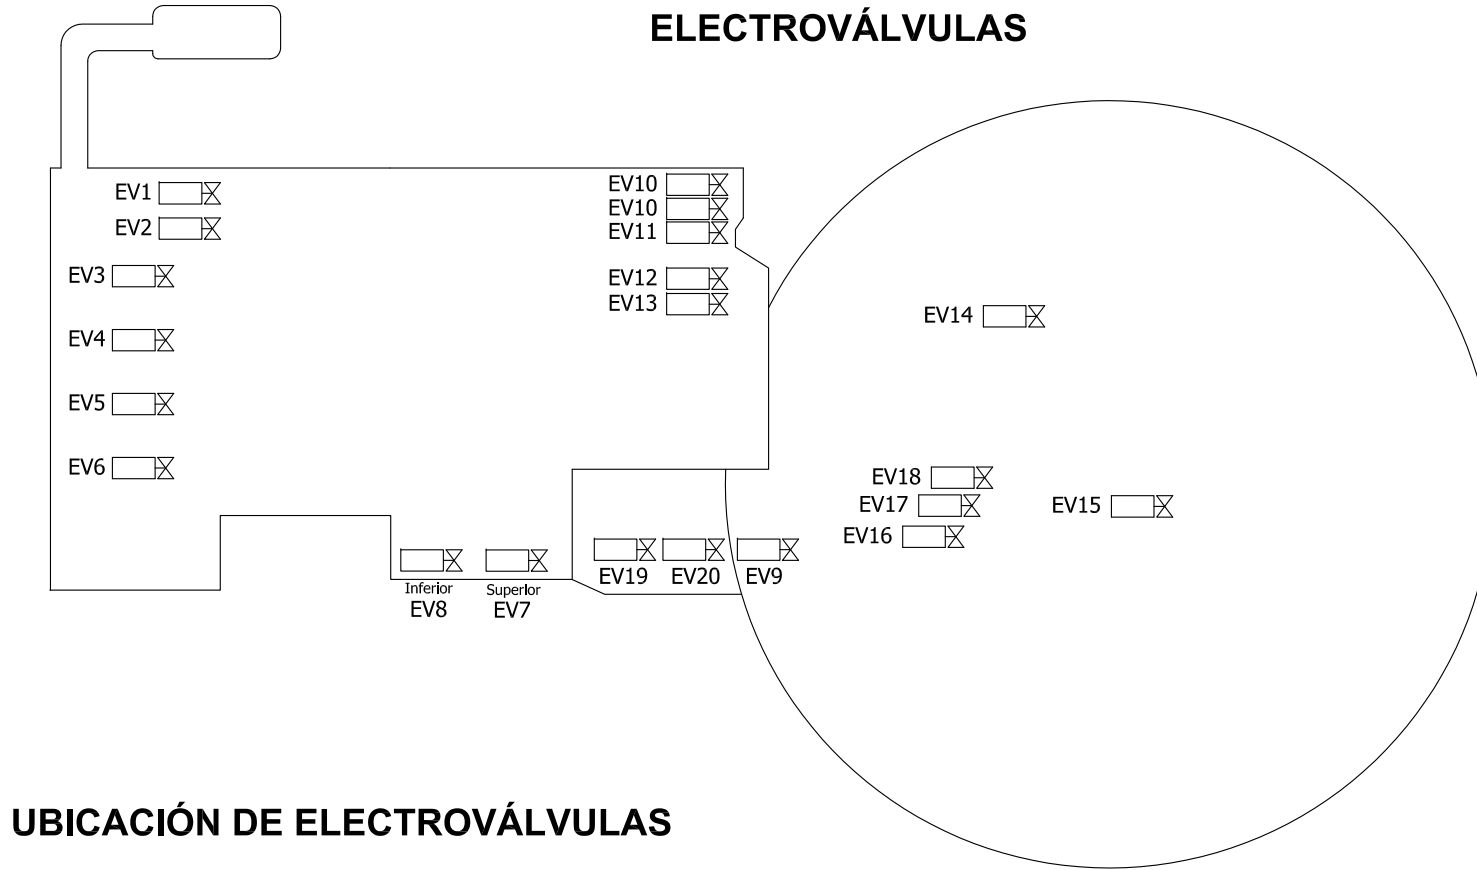 ELECTROVÁLVULAS
EV1
EV2
EV3
EV4
EV5
EV6
EV10
EV10
EV11
EV12
EV13
EV14
EV18
EV17
EV16
EV15
Inferior
EV8
Superior
EV7
EV19
EV20
EV9
UBICACIÓN DE ELECTROVÁLVULAS